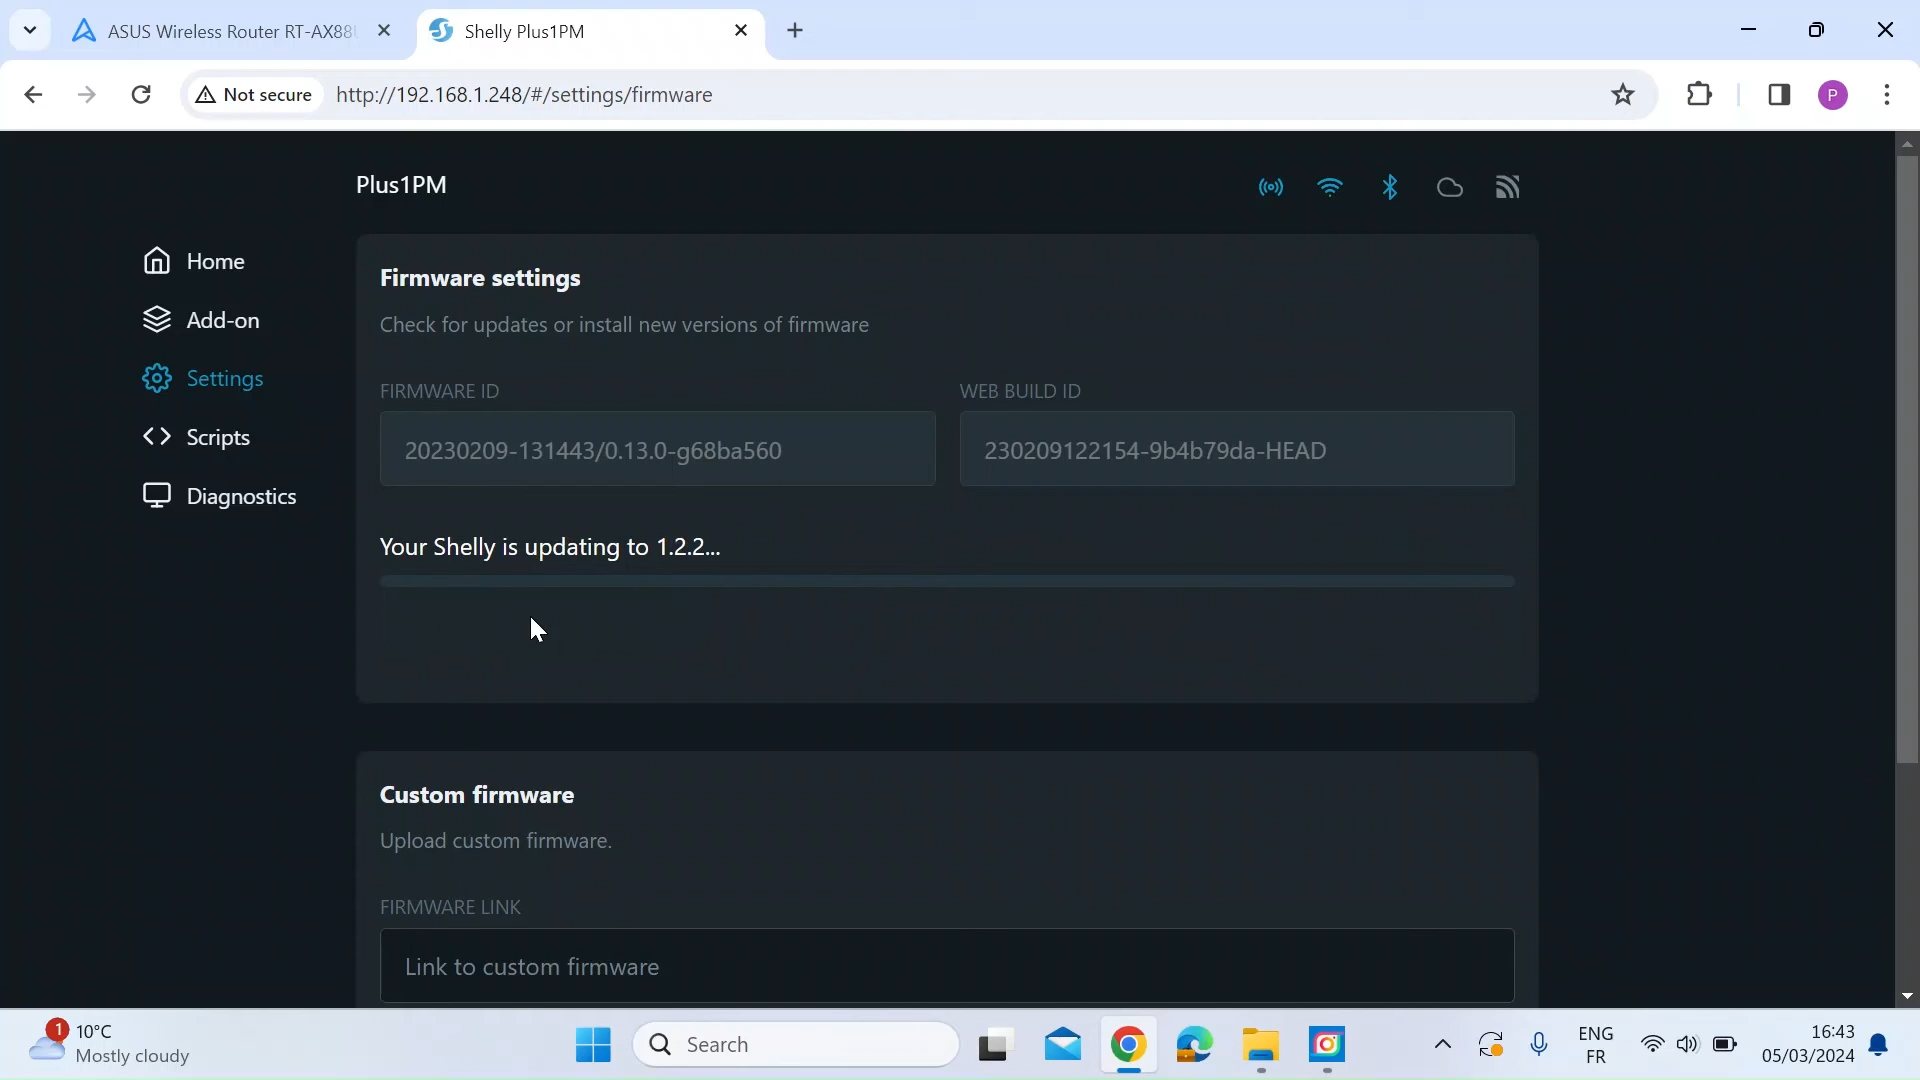 ASUS Wireless Router RT-AX88
Shelly Plus1PM
Not secure
http://192.168.1.248/#/settings/firmware
P
Plus1PM
Home
Add-on
Settings
Scripts
Diagnostics
Firmware settings
Check for updates or install new versions of firmware
FIRMWARE ID
WEB BUILD ID
20230209-131443/0.13.0-g68ba560
230209122154-9b4b79da-HEAD
Your Shelly is updating to 1.2.2...
Custom firmware
Upload custom firmware.
FIRMWARE LINK
Link to custom firmware
1
10°C
Mostly cloudy
Search
ENG
FR
16:43
05/03/2024